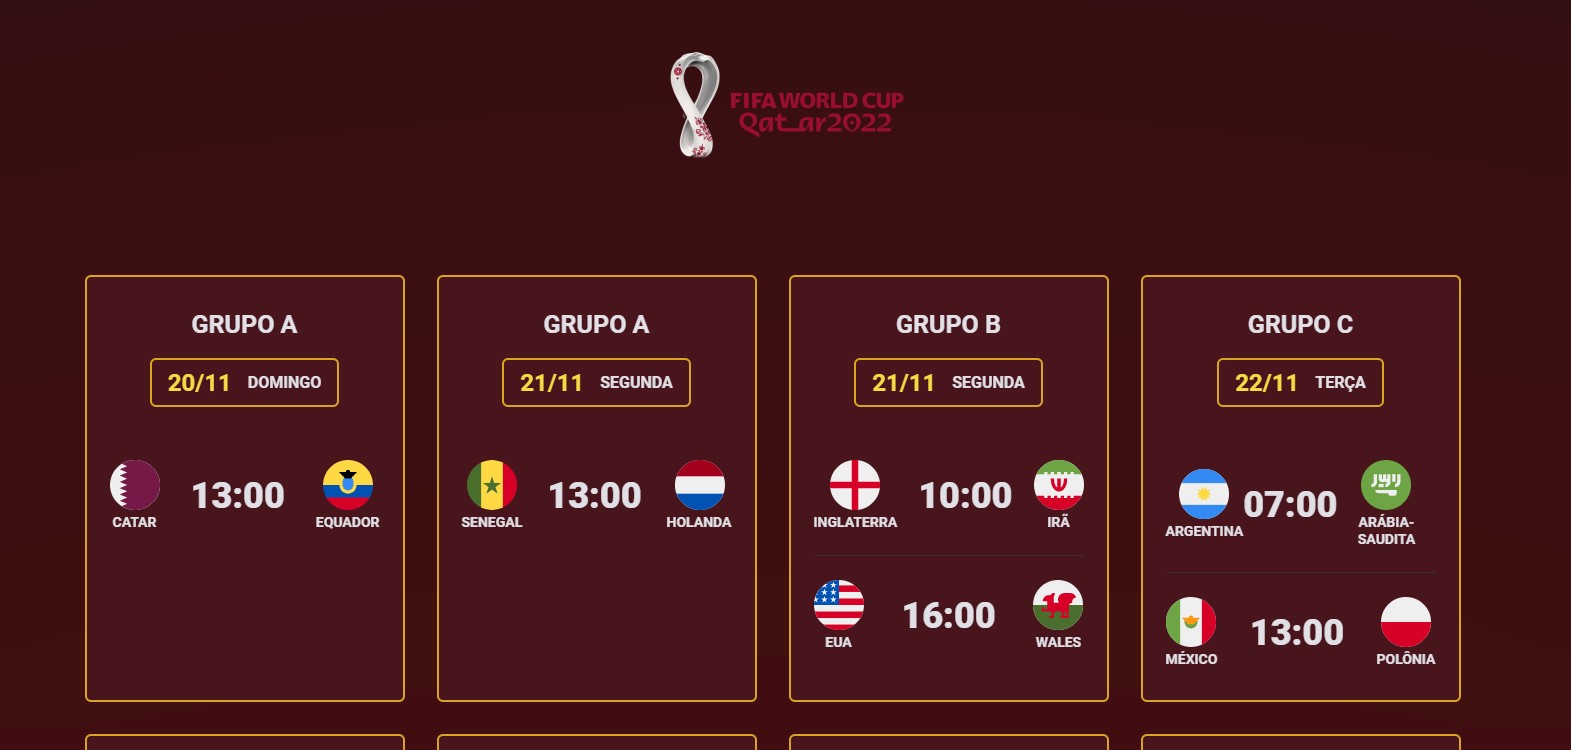 FIFA WORLD CUP
Qatar2022
GRUPO A
20/11 DOMINGO
13:00
CATAR EQUADOR
GRUPO A
21/11 SEGUNDA
13:00
SENEGAL HOLANDA
GRUPO B
21/11 SEGUNDA
10:00
INGLATERRA IRÃ
16:00
EUA WALES
GRUPO C
22/11 TERÇA
07:00
ARGENTINA ARÁBIA-
SAUDITA
13:00
MÉXICO POLÔNIA